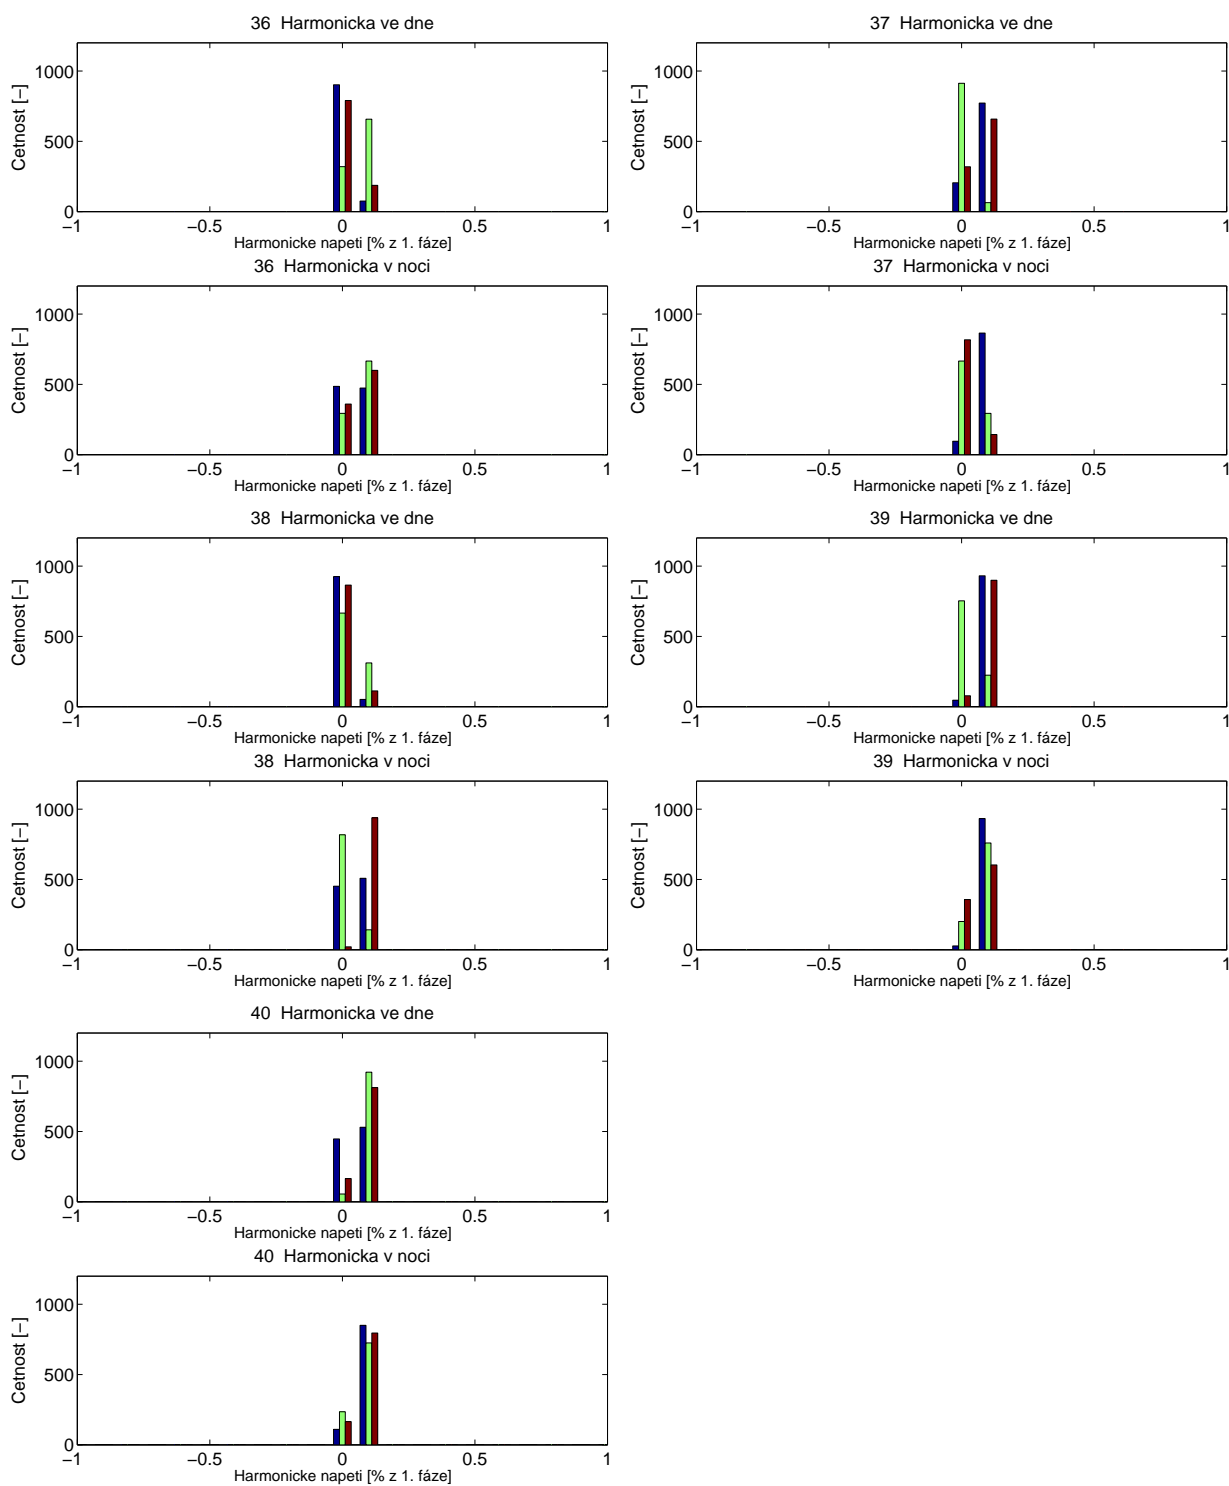 36  Harmonicka ve dne
Cetnost [−]
1000
500
0
−1 −0.5 0 0.5 1
Harmonicke napeti [% z 1. fáze]
37  Harmonicka ve dne
Cetnost [−]
1000
500
0
−1 −0.5 0 0.5 1
Harmonicke napeti [% z 1. fáze]
36  Harmonicka v noci
Cetnost [−]
1000
500
0
−1 −0.5 0 0.5 1
Harmonicke napeti [% z 1. fáze]
37  Harmonicka v noci
Cetnost [−]
1000
500
0
−1 −0.5 0 0.5 1
Harmonicke napeti [% z 1. fáze]
38  Harmonicka ve dne
Cetnost [−]
1000
500
0
−1 −0.5 0 0.5 1
Harmonicke napeti [% z 1. fáze]
39  Harmonicka ve dne
Cetnost [−]
1000
500
0
−1 −0.5 0 0.5 1
Harmonicke napeti [% z 1. fáze]
38  Harmonicka v noci
Cetnost [−]
1000
500
0
−1 −0.5 0 0.5 1
Harmonicke napeti [% z 1. fáze]
39  Harmonicka v noci
Cetnost [−]
1000
500
0
−1 −0.5 0 0.5 1
Harmonicke napeti [% z 1. fáze]
40  Harmonicka ve dne
Cetnost [−]
1000
500
0
−1 −0.5 0 0.5 1
Harmonicke napeti [% z 1. fáze]
40  Harmonicka v noci
Cetnost [−]
1000
500
0
−1 −0.5 0 0.5 1
Harmonicke napeti [% z 1. fáze]